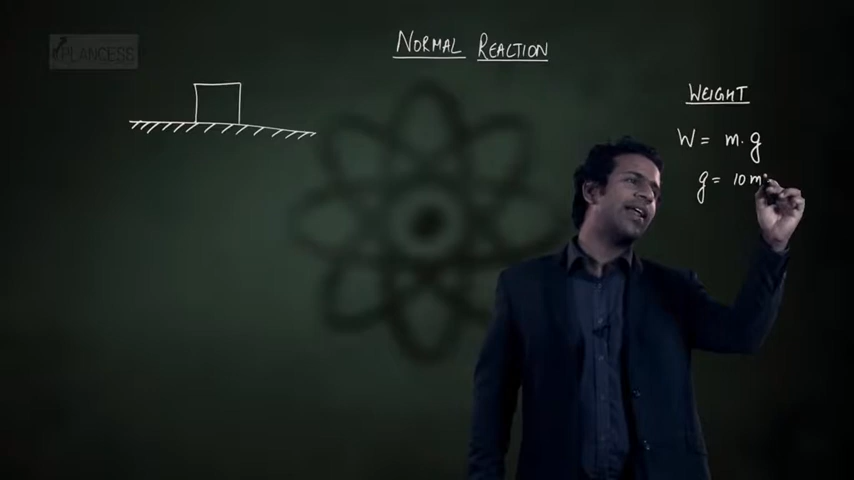 PLANCESS
NORMAL REACTION
WEIGHT
W = m.g
g = 10 m